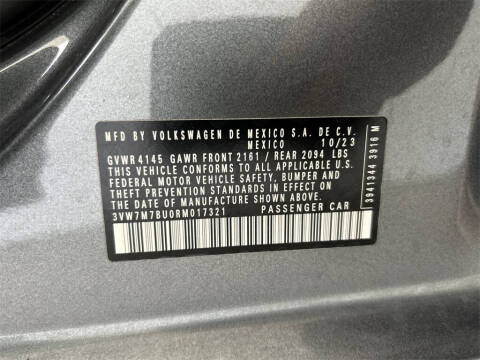 MFD BY VOLKSWAGEN DE MEXICO S.A. DE C.V.
MEXICO 10/23
GVWR 4145 GAWR FRONT 2161 / REAR 2094 LBS
THIS VEHICLE CONFORMS TO ALL APPLICABLE U.S.
FEDERAL MOTOR VEHICLE SAFETY, BUMPER AND
THEFT PREVENTION STANDARDS IN EFFECT ON
THE DATE OF MANUFACTURE SHOWN ABOVE.
3VW7M7BU0RM017321 PASSENGER CAR
3941344 3916 M